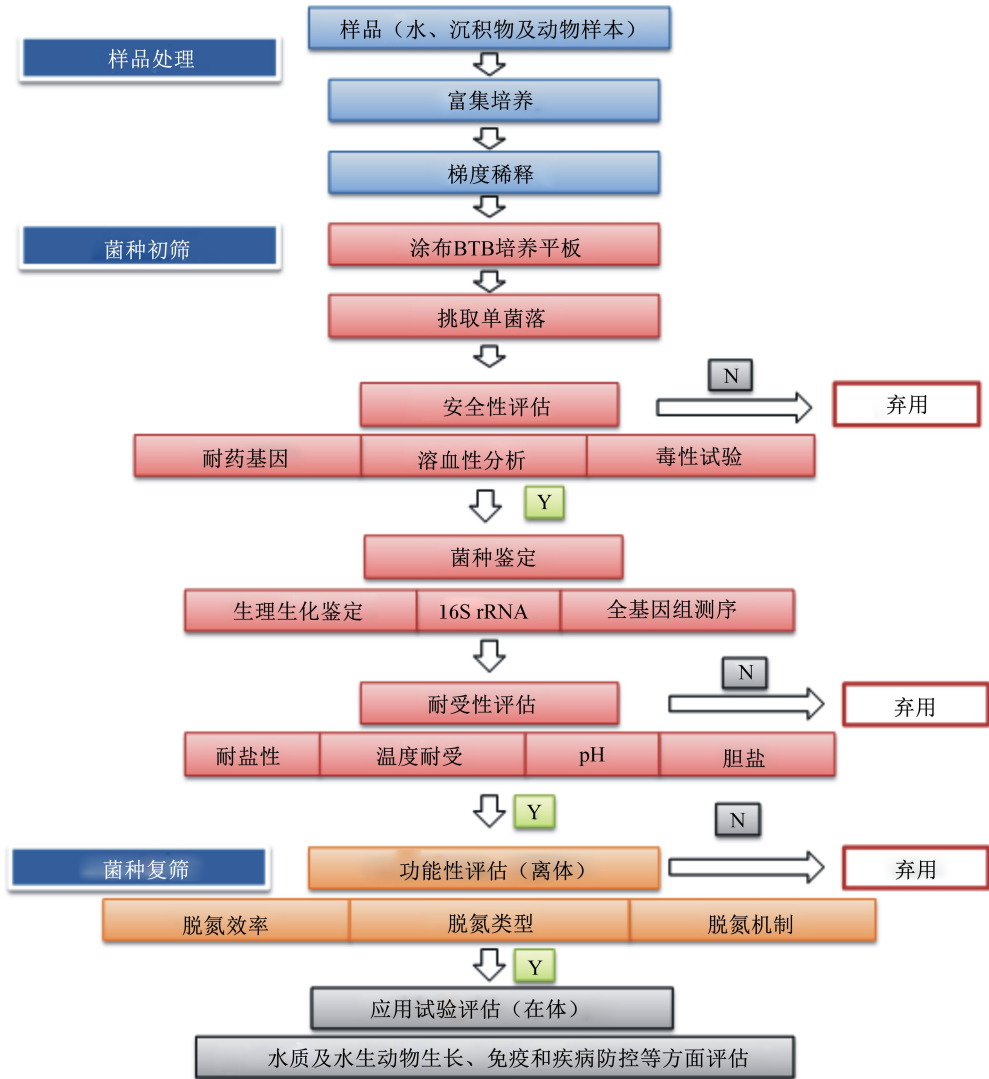 样品（水、沉积物及动物样本）
样品处理
富集培养
梯度稀释
菌种初筛
涂布BTB培养平板
挑取单菌落
N
安全性评估
弃用
耐药基因
溶血性分析
毒性试验
Y
菌种鉴定
生理生化鉴定
16S rRNA
全基因组测序
N
耐受性评估
弃用
耐盐性
温度耐受
pH
胆盐
Y
N
菌种复筛
功能性评估（离体）
弃用
脱氮效率
脱氮类型
脱氮机制
Y
应用试验评估（在体）
水质及水生动物生长、免疫和疾病防控等方面评估